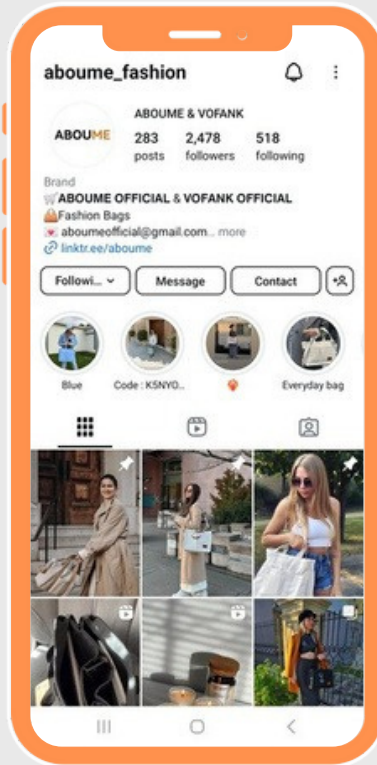 aboume_fashion
ABOUME
ABOUME & VOFANK
283 2,478 518
posts followers following
Brand
🛒ABOUME OFFICIAL & VOFANK OFFICIAL
👜Fashion Bags
💌 aboumeofficial@gmail.com... more
linktr.ee/aboume
Followi... Message Contact
Blue Code : K5NYO... Everyday bag